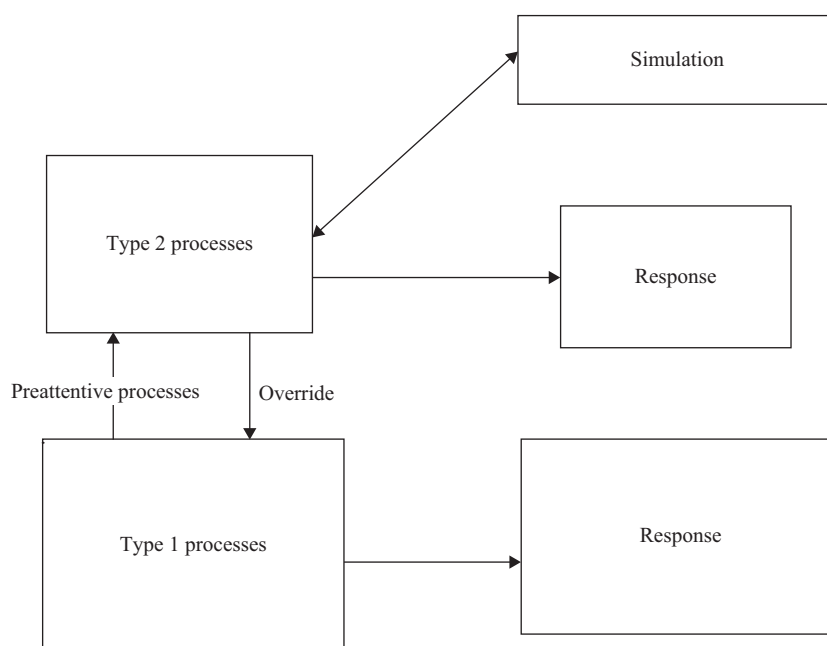 Simulation
Type 2 processes
Response
Preattentive processes
Override
Type 1 processes
Response